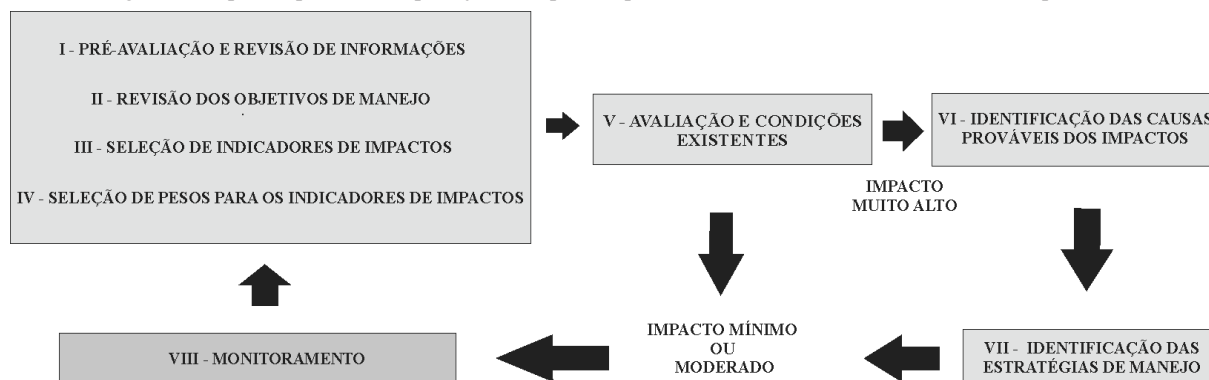 I - PRÉ-AVALIAÇÃO E REVISÃO DE INFORMAÇÕES
II - REVISÃO DOS OBJETIVOS DE MANEJO
III - SELEÇÃO DE INDICADORES DE IMPACTOS
IV - SELEÇÃO DE PESOS PARA OS INDICADORES DE IMPACTOS
V - AVALIAÇÃO E CONDIÇÕES
EXISTENTES
VI - IDENTIFICAÇÃO DAS CAUSAS
PROVÁVEIS DOS IMPACTOS
IMPACTO
MUITO ALTO
IMPACTO MÍNIMO
OU
MODERADO
VII - IDENTIFICAÇÃO DAS
ESTRATÉGIAS DE MANEJO
VIII - MONITORAMENTO